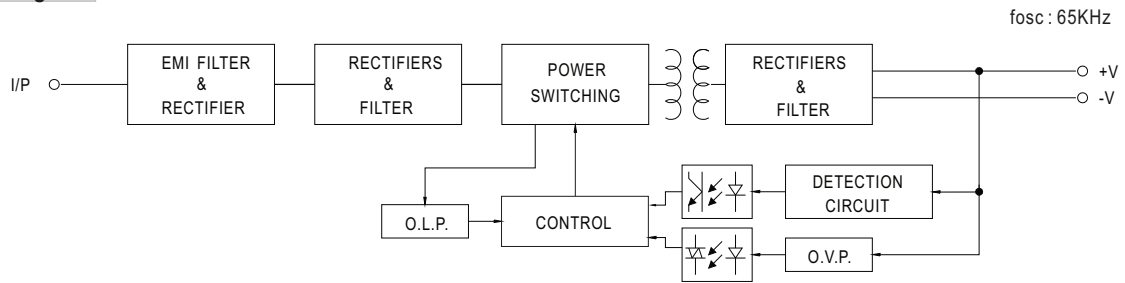 fosc : 65KHz
I/P
EMI FILTER
&
RECTIFIER
RECTIFIERS
&
FILTER
POWER
SWITCHING
RECTIFIERS
&
FILTER
+V
-V
DETECTION
CIRCUIT
O.L.P.
CONTROL
O.V.P.